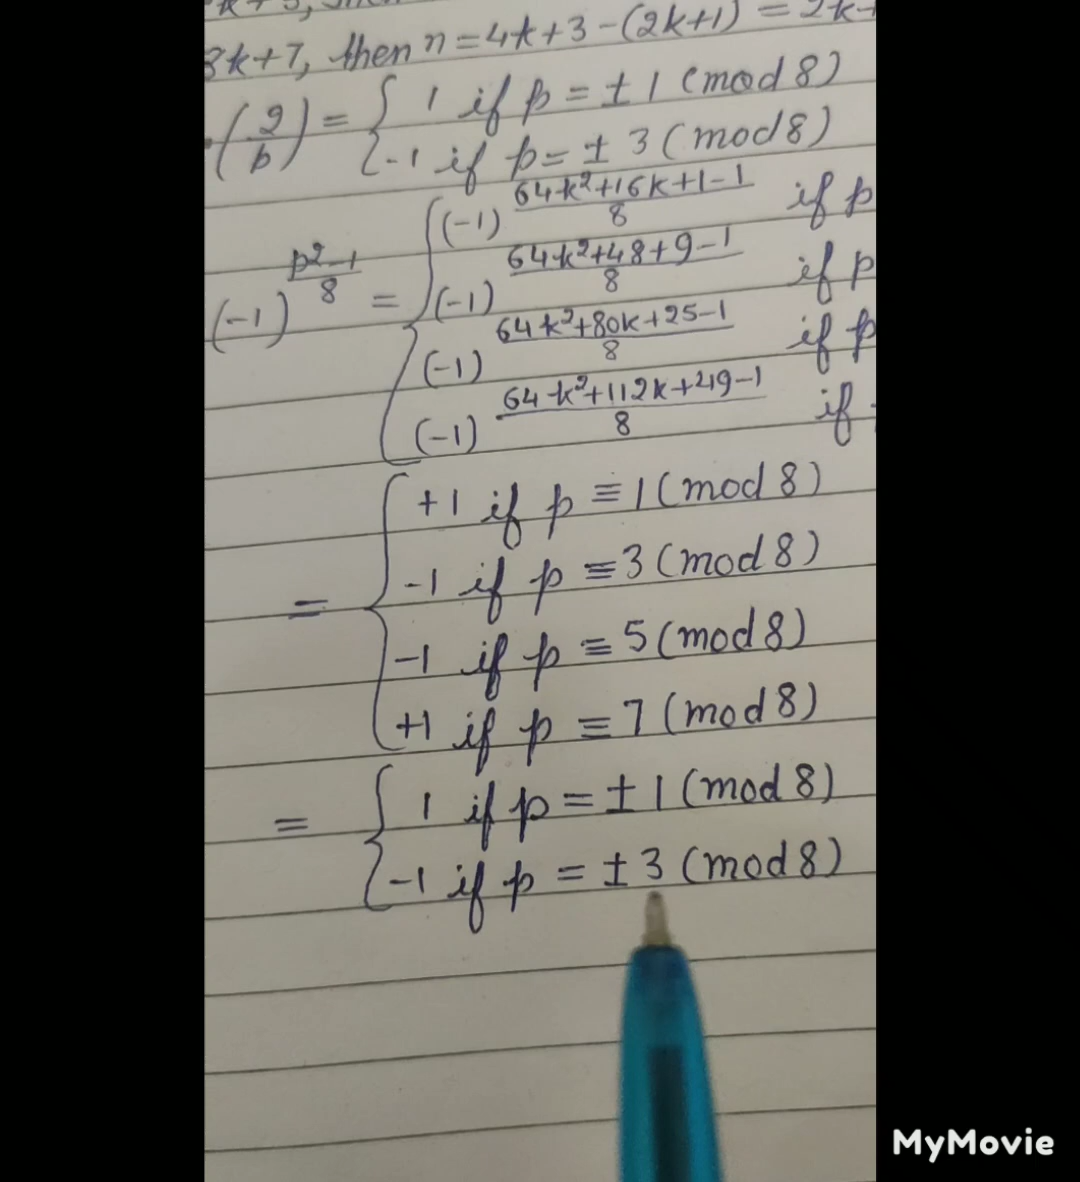 3k+7, then n=4k+3-(2k+1) = 2k+
(2/p) = { 1 if p = ±1 (mod 8)
-1 if p = ± 3 (mod 8)
(-1)^((p²-1)/8) = { (-1)^((64k²+16k+1-1)/8) if p
(-1)^((64k²+48+9-1)/8) if p
(-1)^((64k²+80k+25-1)/8) if p
(-1)^((64k²+112k+49-1)/8) if
= { +1 if p ≡ 1 (mod 8)
-1 if p ≡ 3 (mod 8)
-1 if p ≡ 5 (mod 8)
+1 if p ≡ 7 (mod 8)
= { 1 if p = ±1 (mod 8)
-1 if p = ±3 (mod 8)
MyMovie